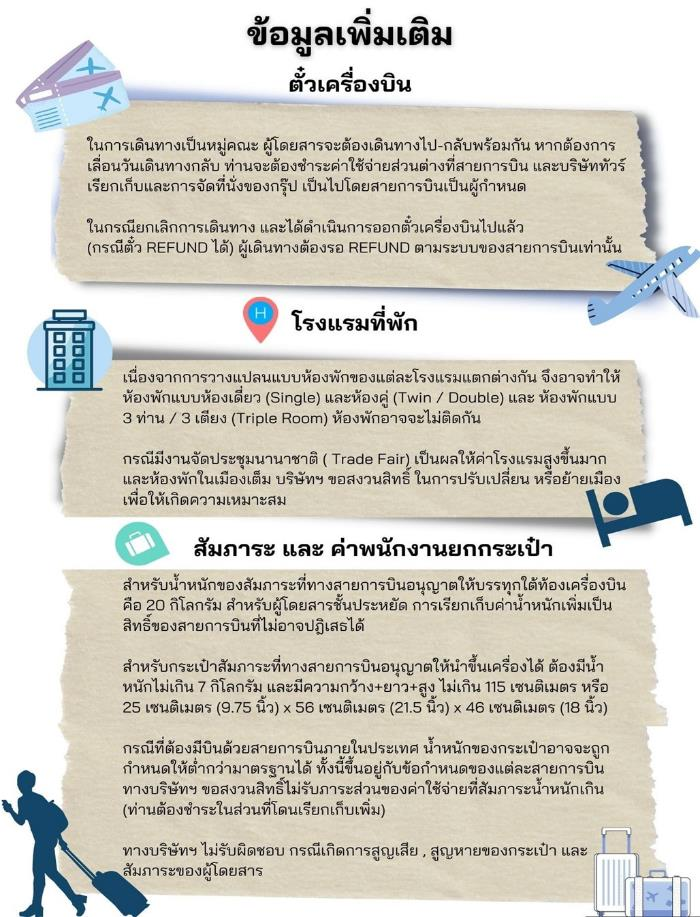 ข้อมูลเพิ่มเติม
ตั๋วเครื่องบิน
ในการเดินทางเป็นหมู่คณะ ผู้โดยสารจะต้องเดินทางไป-กลับพร้อมกัน หากต้องการ
เลื่อนวันเดินทางกลับ ท่านจะต้องชำระค่าใช้จ่ายส่วนต่างที่สายการบิน และบริษัททัวร์
เรียกเก็บและการจัดที่นั่งของกรุ๊ป เป็นไปโดยสายการบินเป็นผู้กำหนด
ในกรณียกเลิกการเดินทาง และได้ดำเนินการออกตั๋วเครื่องบินไปแล้ว
(กรณีตั๋ว REFUND ได้) ผู้เดินทางต้องรอ REFUND ตามระบบของสายการบินเท่านั้น
H
โรงแรมที่พัก
เนื่องจากการวางแปลนแบบห้องพักของแต่ละโรงแรมแตกต่างกัน จึงอาจทำให้
ห้องพักแบบห้องเดี่ยว (Single) และห้องคู่ (Twin / Double) และ ห้องพักแบบ
3 ท่าน / 3 เตียง (Triple Room) ห้องพักอาจจะไม่ติดกัน
กรณีมีงานจัดประชุมนานาชาติ ( Trade Fair) เป็นผลให้ค่าโรงแรมสูงขึ้นมาก
และห้องพักในเมืองเต็ม บริษัทฯ ขอสงวนสิทธิ์ ในการปรับเปลี่ยน หรือย้ายเมือง
เพื่อให้เกิดความเหมาะสม
สัมภาระ และ ค่าพนักงานยกกระเป๋า
สำหรับน้ำหนักของสัมภาระที่ทางสายการบินอนุญาตให้บรรทุกใต้ท้องเครื่องบิน
คือ 20 กิโลกรัม สำหรับผู้โดยสารชั้นประหยัด การเรียกเก็บค่าน้ำหนักเพิ่มเป็น
สิทธิ์ของสายการบินที่ไม่อาจปฏิเสธได้
สำหรับกระเป๋าสัมภาระที่ทางสายการบินอนุญาตให้นำขึ้นเครื่องได้ ต้องมีน้ำ
หนักไม่เกิน 7 กิโลกรัม และมีความกว้าง+ยาว+สูง ไม่เกิน 115 เซนติเมตร หรือ
25 เซนติเมตร (9.75 นิ้ว) x 56 เซนติเมตร (21.5 นิ้ว) x 46 เซนติเมตร (18 นิ้ว)
กรณีที่ต้องมีบินด้วยสายการบินภายในประเทศ น้ำหนักของกระเป๋าอาจจะถูก
กำหนดให้ต่ำกว่ามาตรฐานได้ ทั้งนี้ขึ้นอยู่กับข้อกำหนดของแต่ละสายการบิน
ทางบริษัทฯ ขอสงวนสิทธิ์ไม่รับภาระส่วนของค่าใช้จ่ายที่สัมภาระน้ำหนักเกิน
(ท่านต้องชำระในส่วนที่โดนเรียกเก็บเพิ่ม)
ทางบริษัทฯ ไม่รับผิดชอบ กรณีเกิดการสูญเสีย , สูญหายของกระเป๋า และ
สัมภาระของผู้โดยสาร